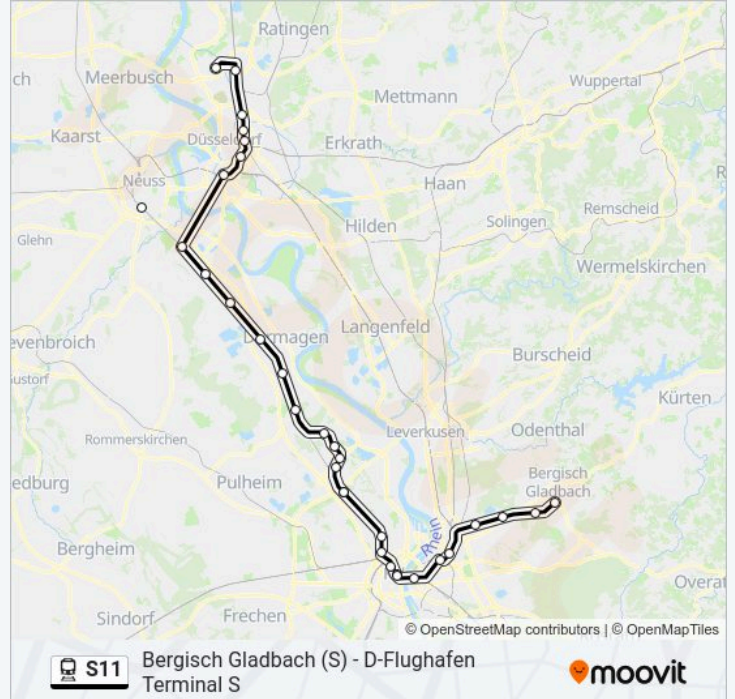 Ratingen
ch
Meerbusch
Wuppertal
Mettmann
Kaarst
Düsseldorf
Erkrath
Neuss
Haan
Remscheid
Solingen
Hilden
Glehn
Wermelskirchen
evenbroich
Dormagen
Langenfeld
Burscheid
ustorf
Kürten
Leverkusen
Odenthal
Rommerskirchen
Bergisch
Gladbach
edburg
Pulheim
Rhein
Bergheim
Overat
Sindorf
Frechen
© OpenStreetMap contributors | © OpenMapTiles
S11
Bergisch Gladbach (S) - D-Flughafen
Terminal S
moovit